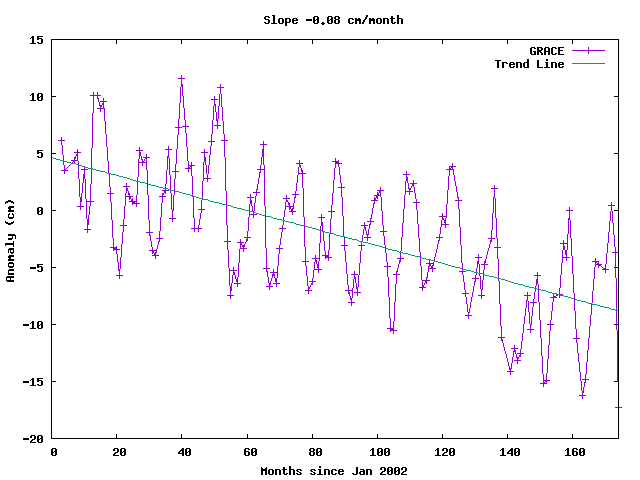 Slope -0.08 cm/month
GRACE
Trend Line
15
10
5
0
-5
-10
-15
-20
Anomaly (cm)
0 20 40 60 80 100 120 140 160
Months since Jan 2002